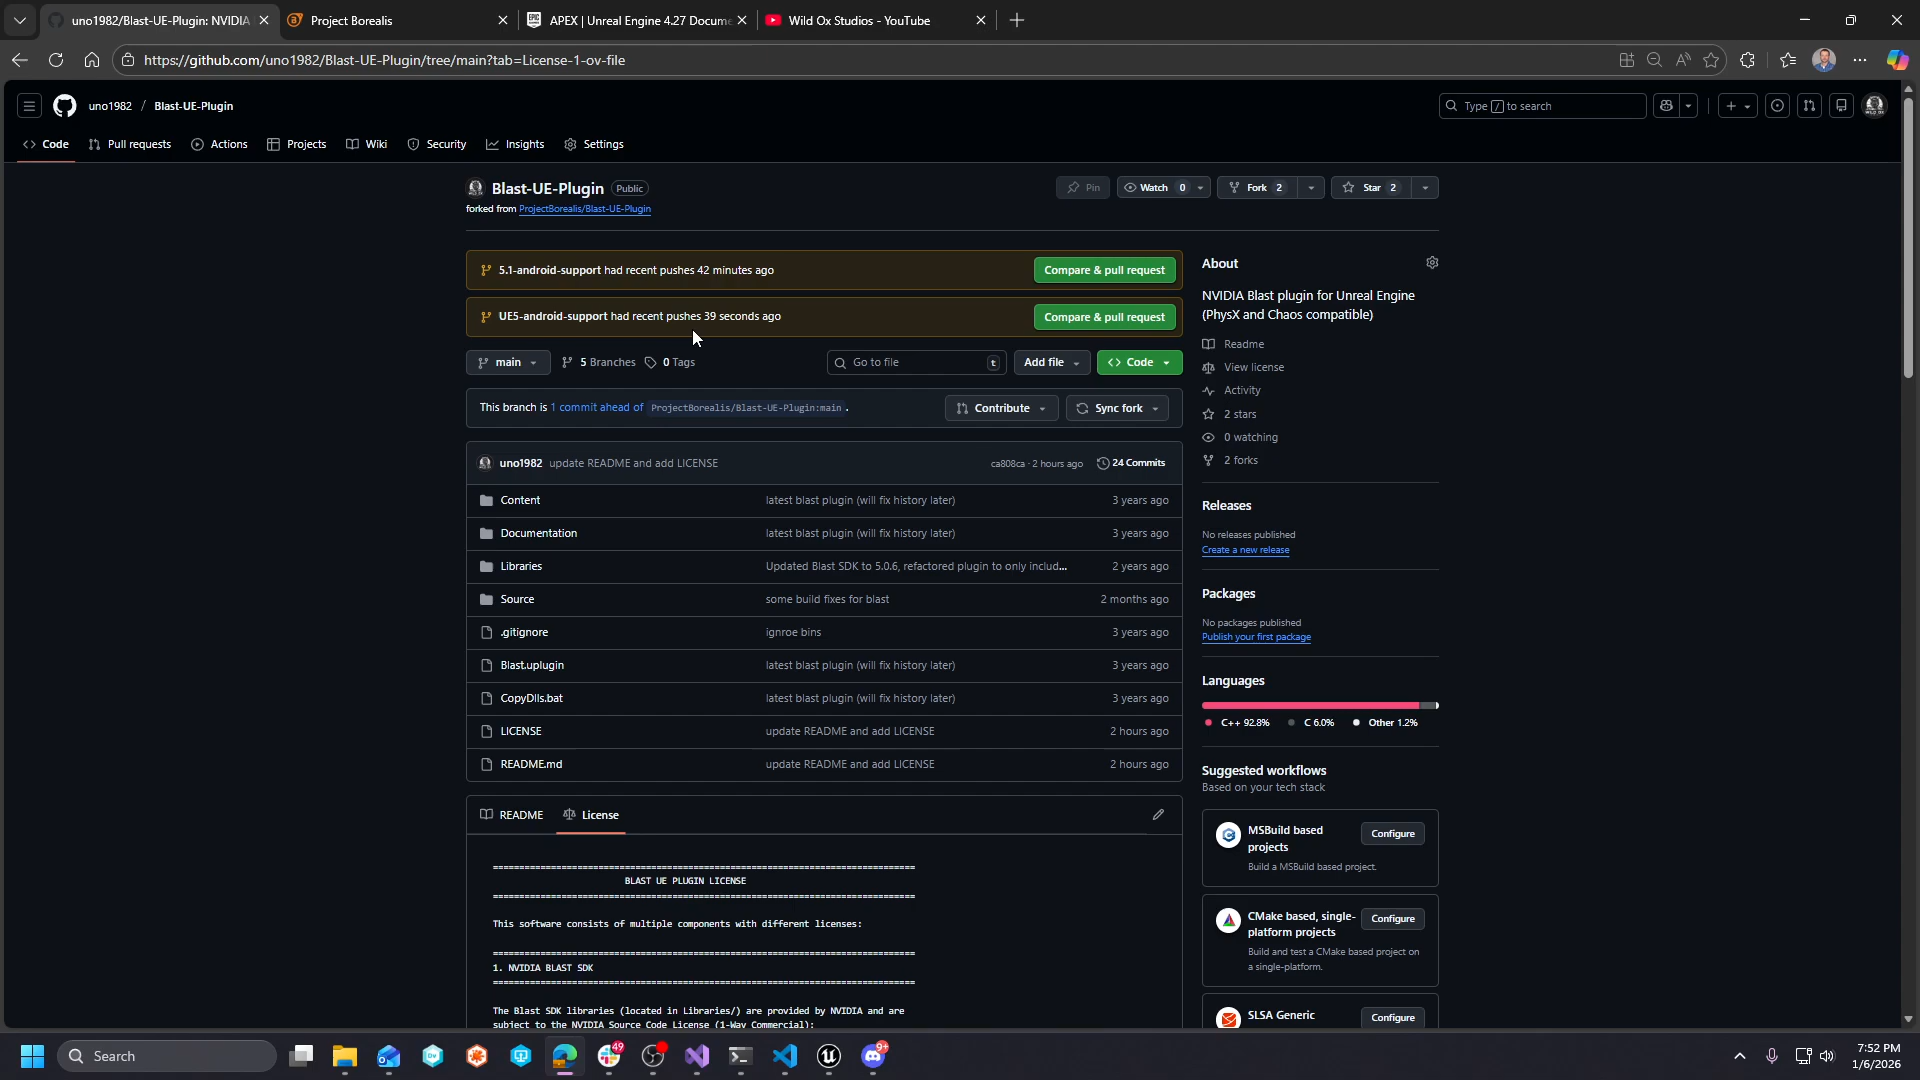 uno1982/Blast-UE-Plugin: NVIDIA
Project Borealis
APEX | Unreal Engine 4.27 Docume
Wild Ox Studios - YouTube
https://github.com/uno1982/Blast-UE-Plugin/tree/main?tab=License-1-ov-file
uno1982 / Blast-UE-Plugin
Type / to search
Code
Pull requests
Actions
Projects
Wiki
Security
Insights
Settings
Blast-UE-Plugin Public
forked from ProjectBorealis/Blast-UE-Plugin
Pin
Watch 0
Fork 2
Star 2
5.1-android-support had recent pushes 42 minutes ago
Compare & pull request
UE5-android-support had recent pushes 39 seconds ago
Compare & pull request
main
5 Branches
0 Tags
Go to file t
Add file
<> Code
This branch is 1 commit ahead of ProjectBorealis/Blast-UE-Plugin:main .
Contribute
Sync fork
uno1982 update README and add LICENSE ca808ca · 2 hours ago 24 Commits
Content latest blast plugin (will fix history later) 3 years ago
Documentation latest blast plugin (will fix history later) 3 years ago
Libraries Updated Blast SDK to 5.0.6, refactored plugin to only includ... 2 years ago
Source some build fixes for blast 2 months ago
.gitignore ignroe bins 3 years ago
Blast.uplugin latest blast plugin (will fix history later) 3 years ago
CopyDlls.bat latest blast plugin (will fix history later) 3 years ago
LICENSE update README and add LICENSE 2 hours ago
README.md update README and add LICENSE 2 hours ago
README
License
================================================================================
BLAST UE PLUGIN LICENSE
================================================================================
This software consists of multiple components with different licenses:
================================================================================
1. NVIDIA BLAST SDK
================================================================================
The Blast SDK libraries (located in Libraries/) are provided by NVIDIA and are
subject to the NVIDIA Source Code License (1-Way Commercial):
About
NVIDIA Blast plugin for Unreal Engine
(PhysX and Chaos compatible)
Readme
View license
Activity
2 stars
0 watching
2 forks
Releases
No releases published
Create a new release
Packages
No packages published
Publish your first package
Languages
C++ 92.8%
C 6.0%
Other 1.2%
Suggested workflows
Based on your tech stack
MSBuild based
projects
Configure
Build a MSBuild based project.
CMake based, single-
platform projects
Configure
Build and test a CMake based project on
a single-platform.
SLSA Generic
Configure
Search
49
9+
7:52 PM
1/6/2026